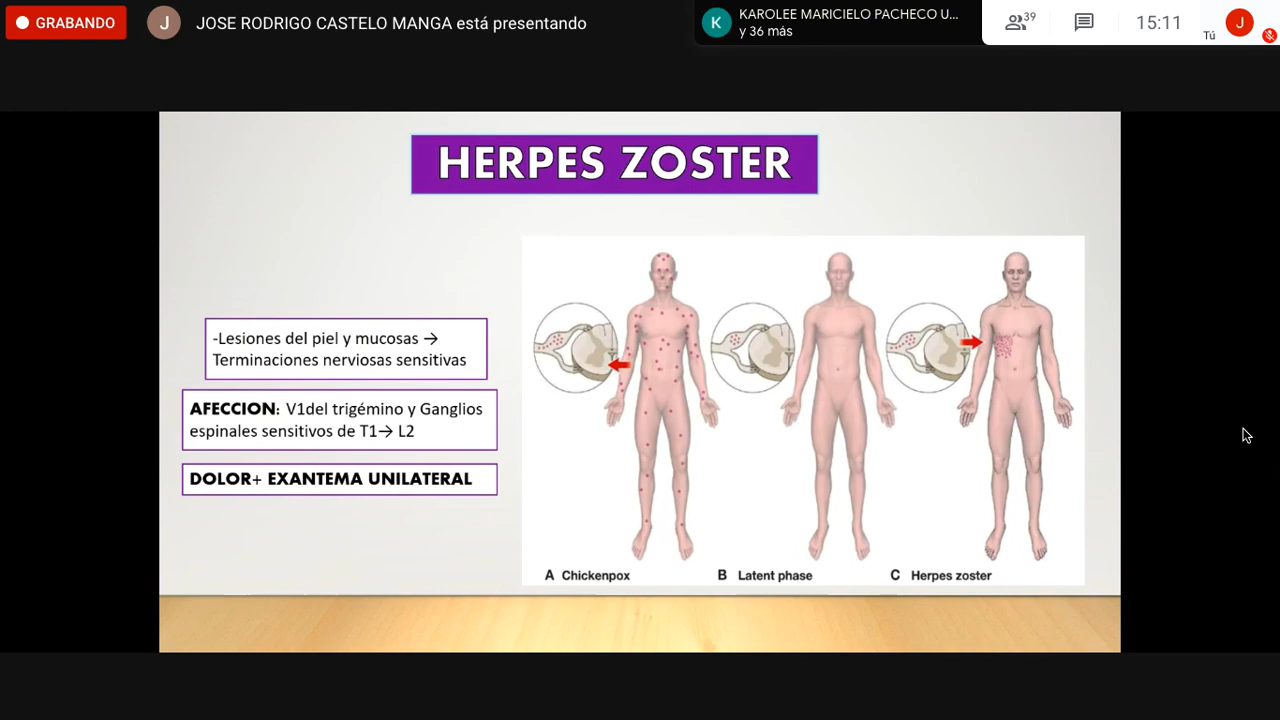 GRABANDO
J
JOSE RODRIGO CASTELO MANGA está presentando
K
KAROLEE MARICIELO PACHECO U...
y 36 más
39
15:11
Tú
J
HERPES ZOSTER
-Lesiones del piel y mucosas →
Terminaciones nerviosas sensitivas
AFECCION: V1del trigémino y Ganglios
espinales sensitivos de T1→ L2
DOLOR+ EXANTEMA UNILATERAL
A Chickenpox
B Latent phase
C Herpes zoster